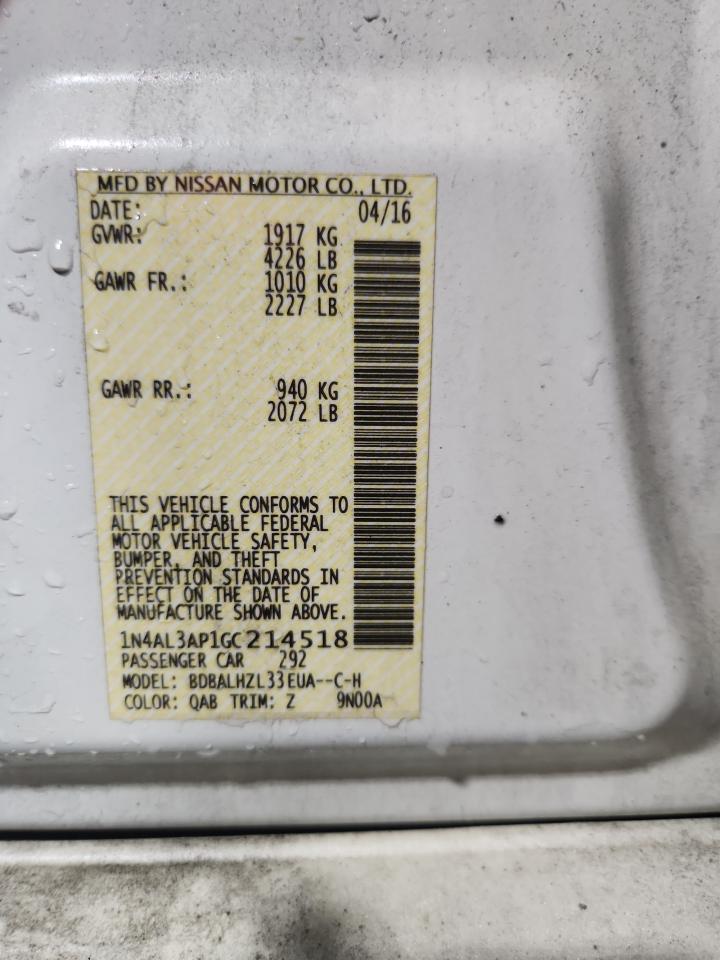 MFD BY NISSAN MOTOR CO., LTD.
DATE: 04/16
GVWR: 1917 KG
4226 LB
GAWR FR.: 1010 KG
2227 LB
GAWR RR.: 940 KG
2072 LB
THIS VEHICLE CONFORMS TO
ALL APPLICABLE FEDERAL
MOTOR VEHICLE SAFETY,
BUMPER, AND THEFT
PREVENTION STANDARDS IN
EFFECT ON THE DATE OF
MANUFACTURE SHOWN ABOVE.
1N4AL3AP1GC214518
PASSENGER CAR 292
MODEL: BDBALHZL33EUA--C-H
COLOR: QAB TRIM: Z 9N00A